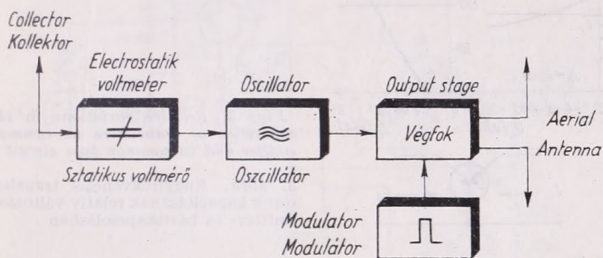 Collector
Kollektor
Electrostatik
voltmeter
Sztatikus voltmérő
Oscillator
Oszcillátor
Output stage
Végfok
Aerial
Antenna
Modulator
Modulátor